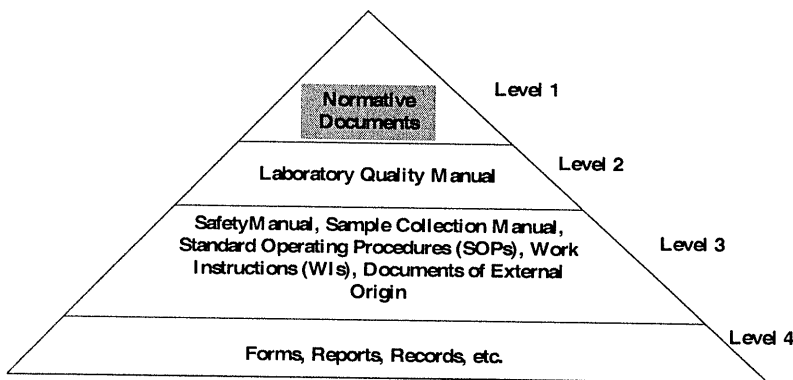 Normative
Documents
Level 1
Level 2
Laboratory Quality Manual
SafetyManual, Sample Collection Manual,
Standard Operating Procedures (SOPs), Work
Instructions (WIs), Documents of External
Origin
Level 3
Level 4
Forms, Reports, Records, etc.